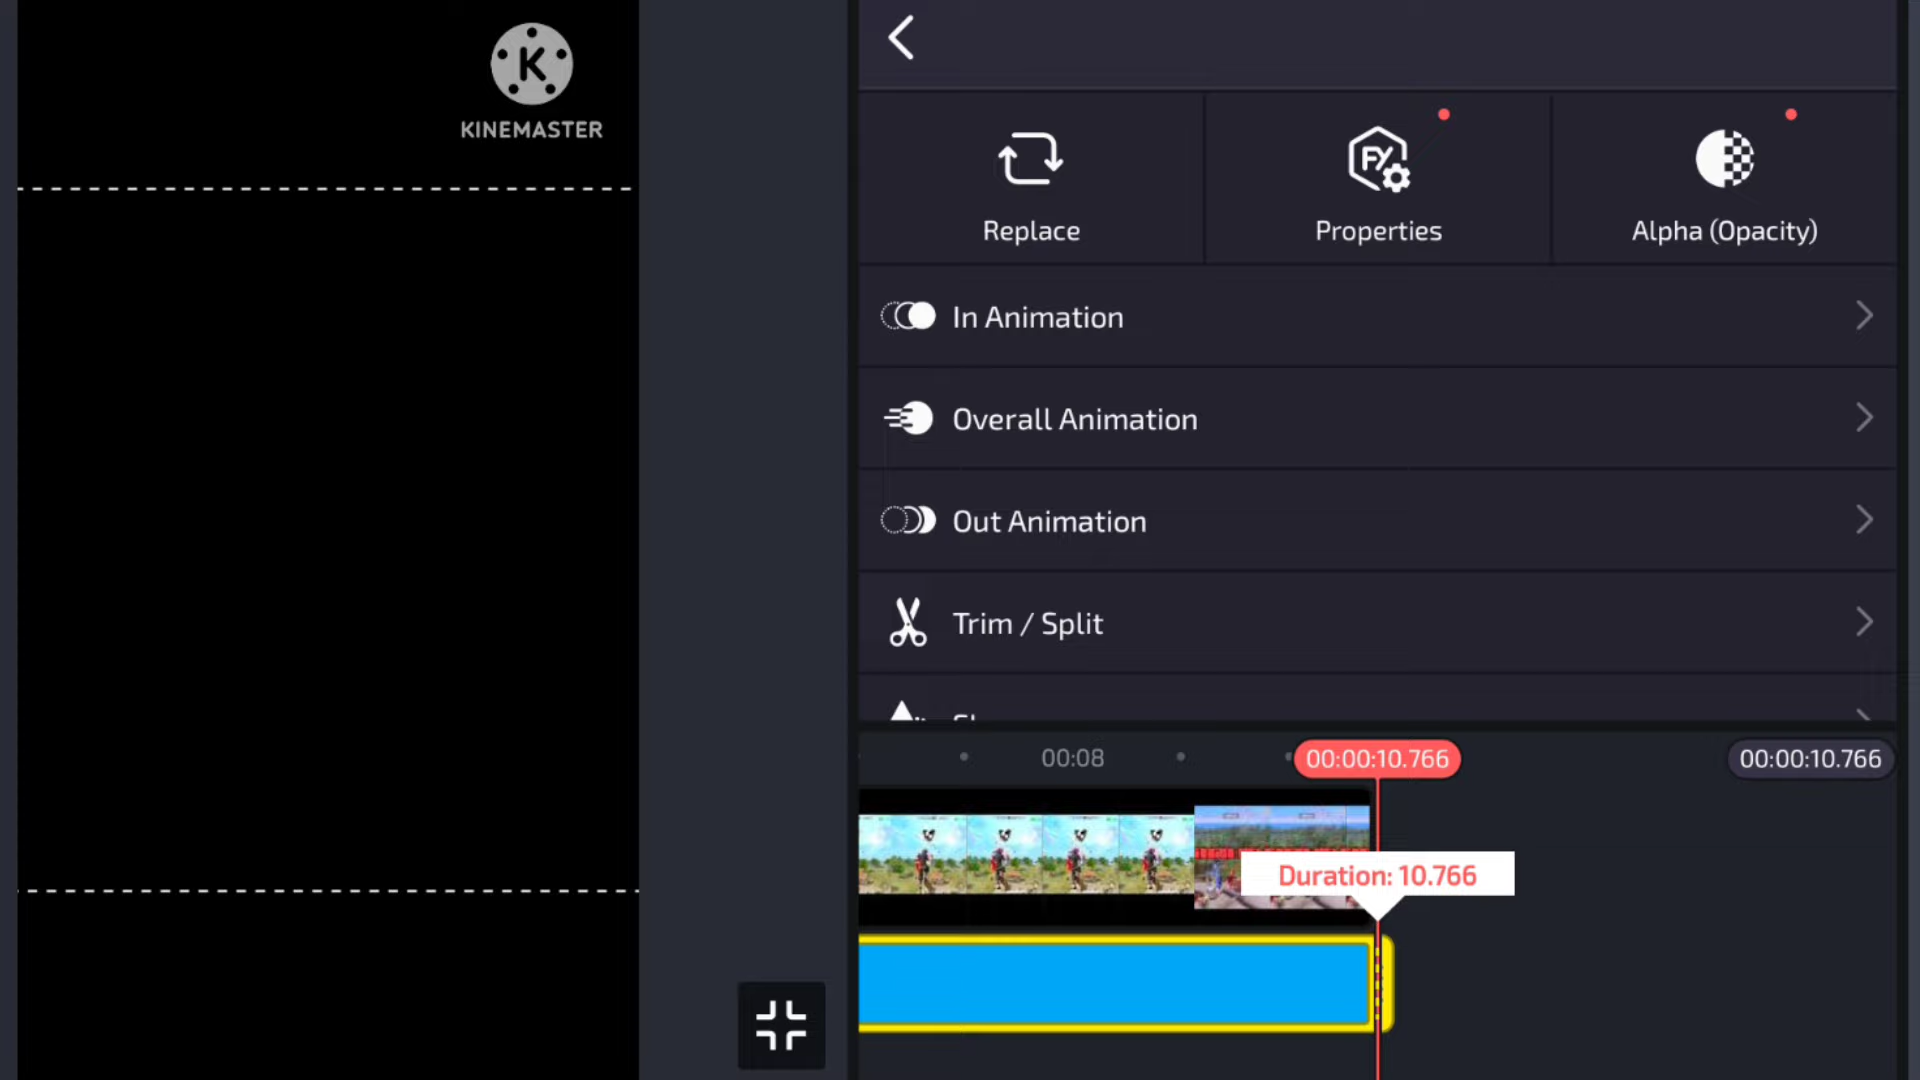 K
KINEMASTER
Replace
Properties
Alpha (Opacity)
In Animation
Overall Animation
Out Animation
Trim / Split
00:08
00:00:10.766
00:00:10.766
Duration: 10.766